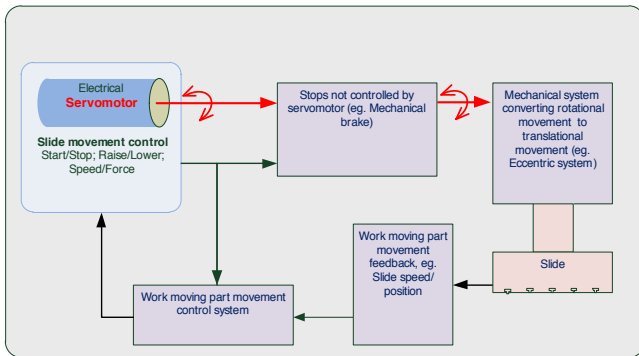 Electrical
Servomotor
Slide movement control
Start/Stop; Raise/Lower;
Speed/Force
Stops not controlled by
servomotor (eg. Mechanical
brake)
Mechanical system
converting rotational
movement to
translational
movement (eg.
Eccentric system)
Slide
Work moving part
movement
feedback, eg.
Slide speed/
position
Work moving part movement
control system